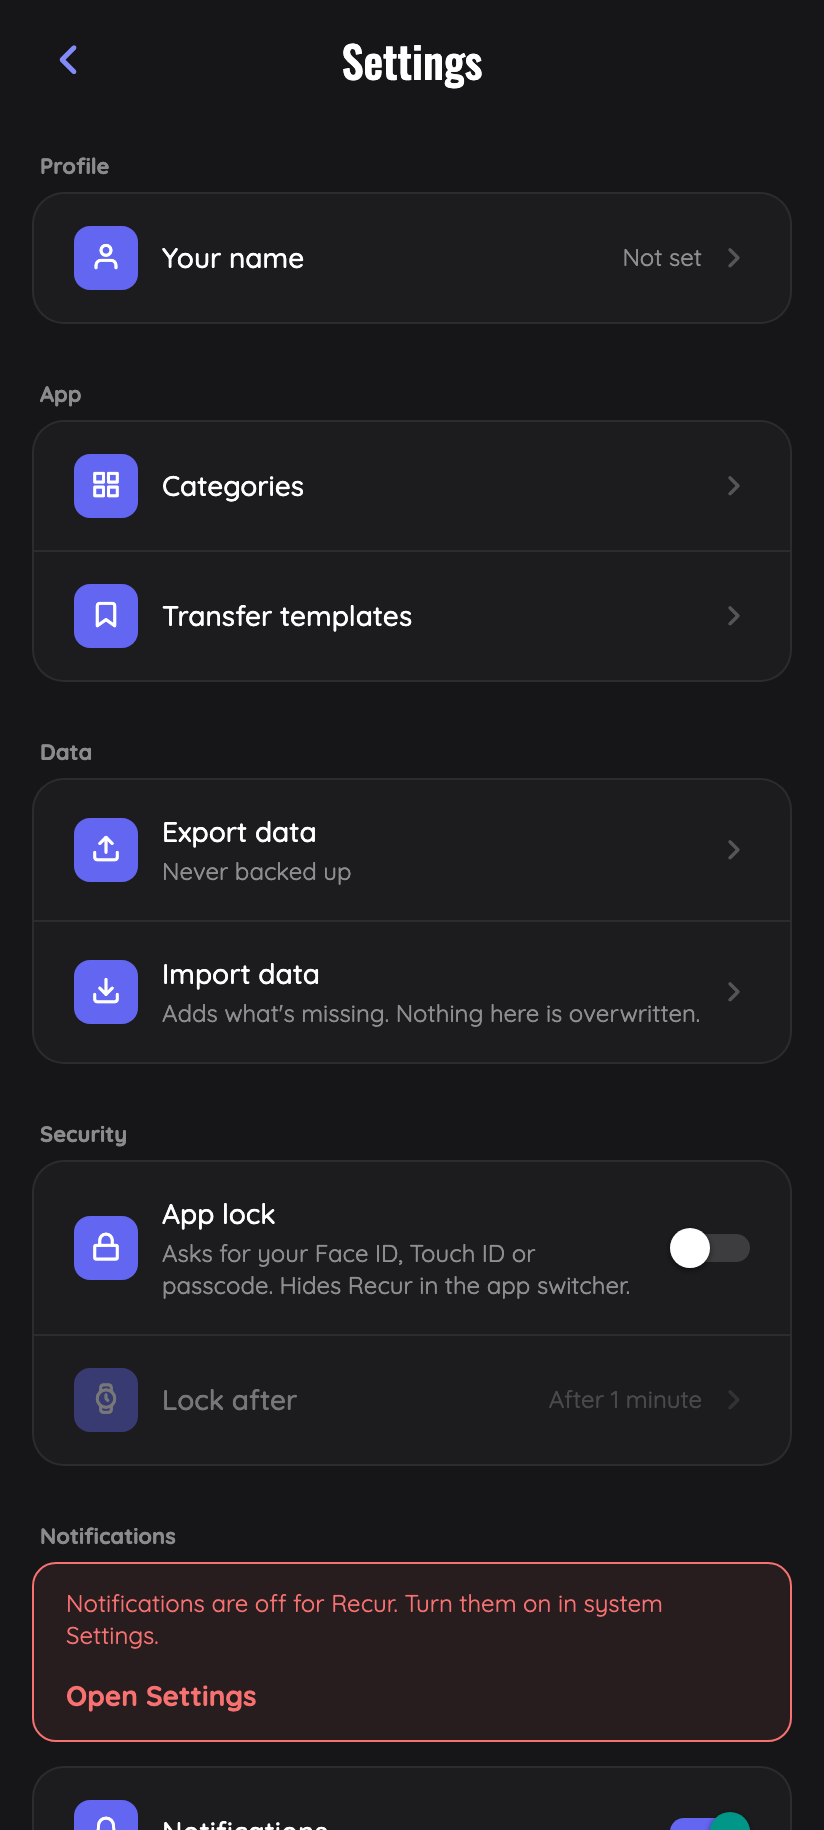 Settings
Profile
Your name
Not set
App
Categories
Transfer templates
Data
Export data
Never backed up
Import data
Adds what's missing. Nothing here is overwritten.
Security
App lock
Asks for your Face ID, Touch ID or
passcode. Hides Recur in the app switcher.
Lock after
After 1 minute
Notifications
Notifications are off for Recur. Turn them on in system
Settings.
Open Settings
Notifications